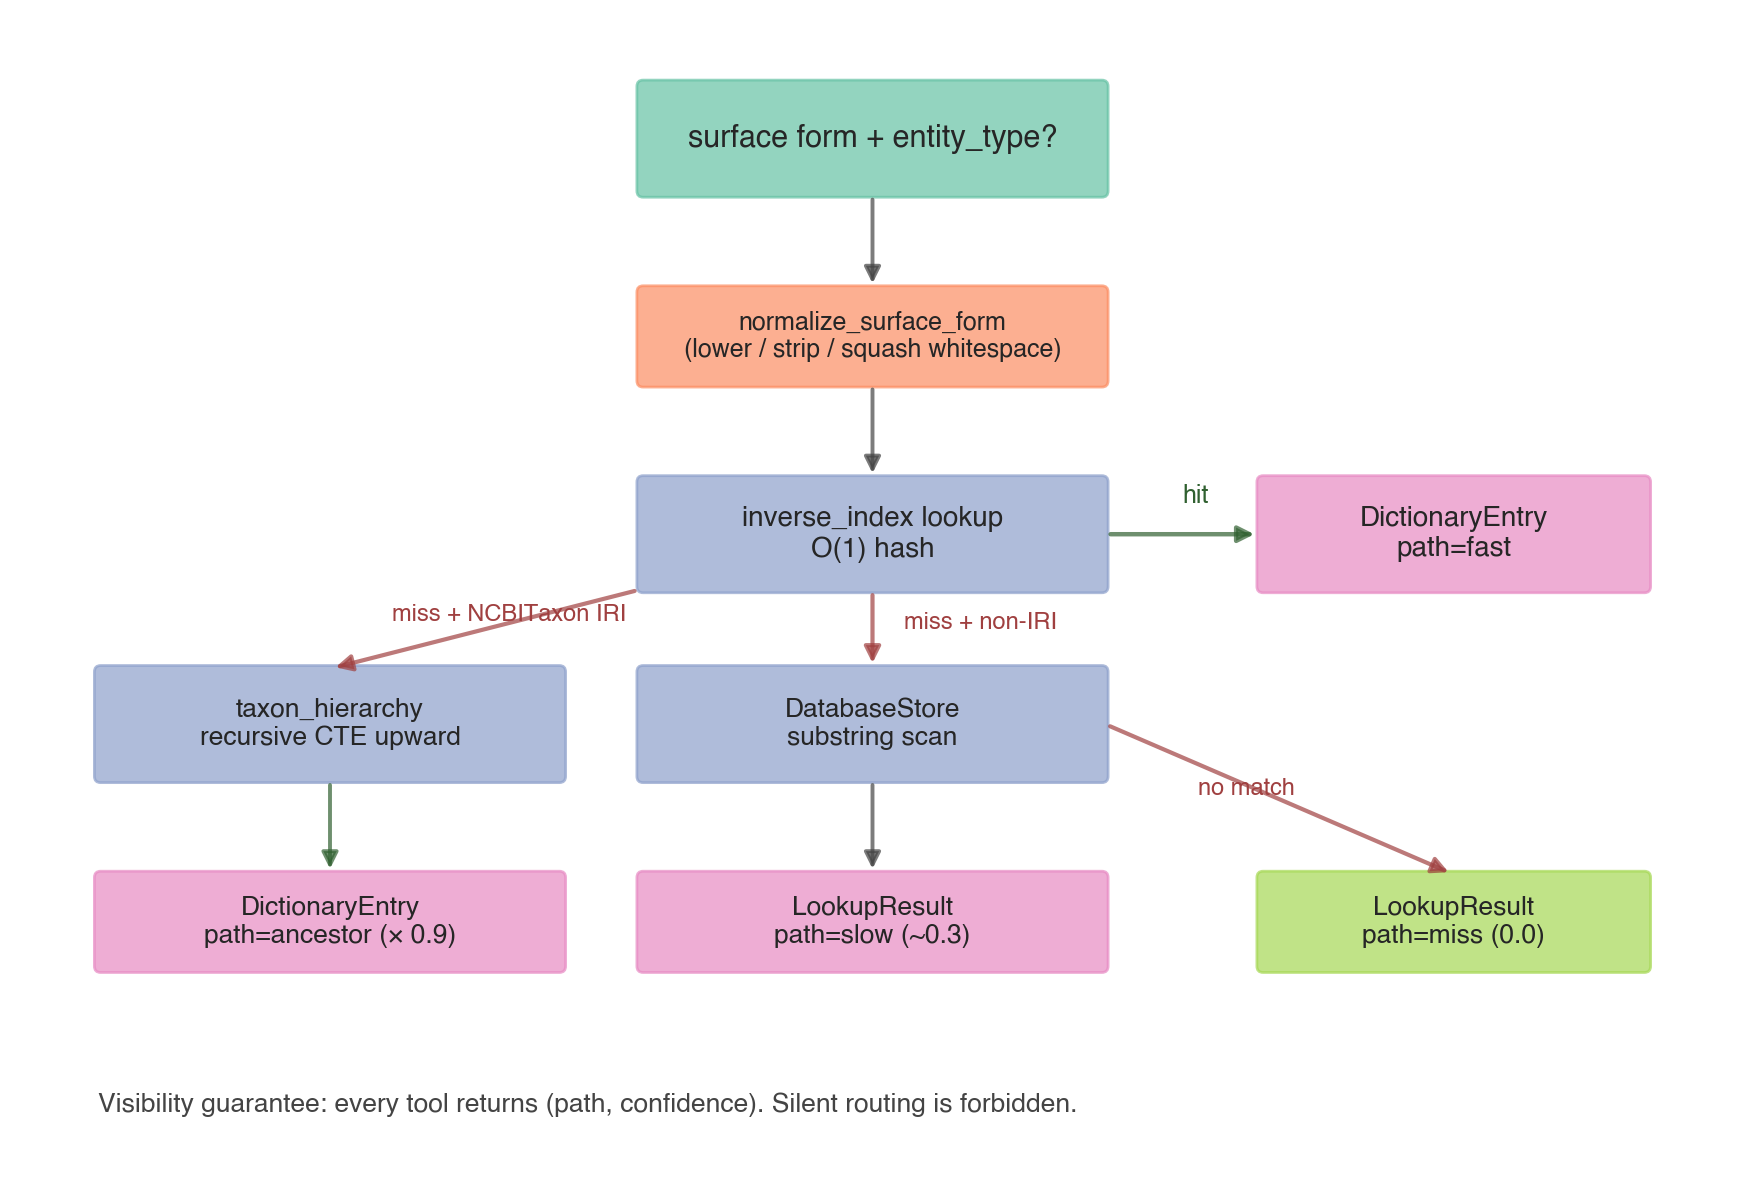 surface form + entity_type?
normalize_surface_form
(lower / strip / squash whitespace)
inverse_index lookup
O(1) hash
hit
DictionaryEntry
path=fast
miss + NCBITaxon IRI
miss + non-IRI
taxon_hierarchy
recursive CTE upward
DatabaseStore
substring scan
no match
DictionaryEntry
path=ancestor (× 0.9)
LookupResult
path=slow (~0.3)
LookupResult
path=miss (0.0)
Visibility guarantee: every tool returns (path, confidence). Silent routing is forbidden.